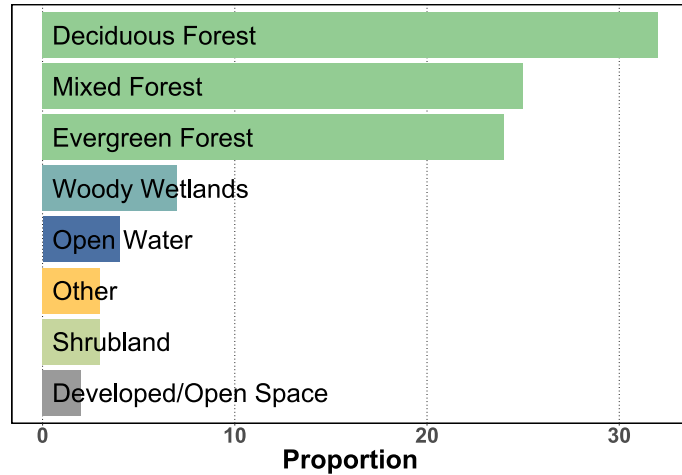 Deciduous Forest
Mixed Forest
Evergreen Forest
Woody Wetlands
Open Water
Other
Shrubland
Developed/Open Space
0 10 20 30
Proportion